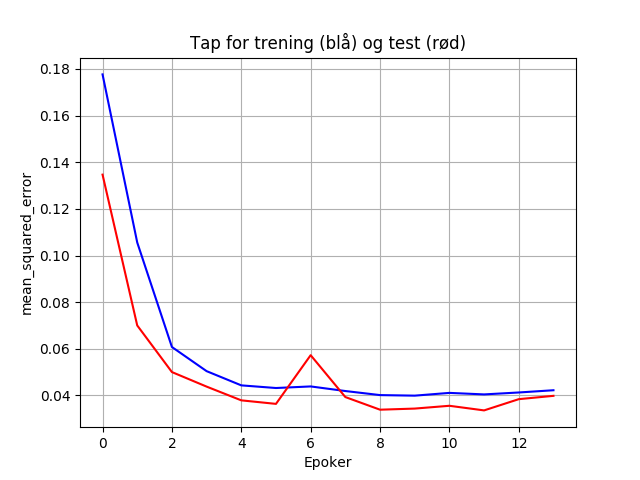 Tap for trening (blå) og test (rød)
0.18
0.16
0.14
0.12
0.10
0.08
0.06
0.04
mean_squared_error
0 2 4 6 8 10 12
Epoker